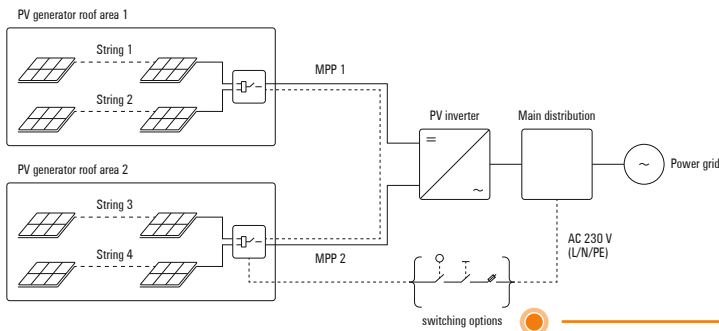 PV generator roof area 1
String 1
String 2
MPP 1
PV inverter
Main distribution
Power grid
PV generator roof area 2
String 3
String 4
MPP 2
AC 230 V
(L/N/PE)
switching options